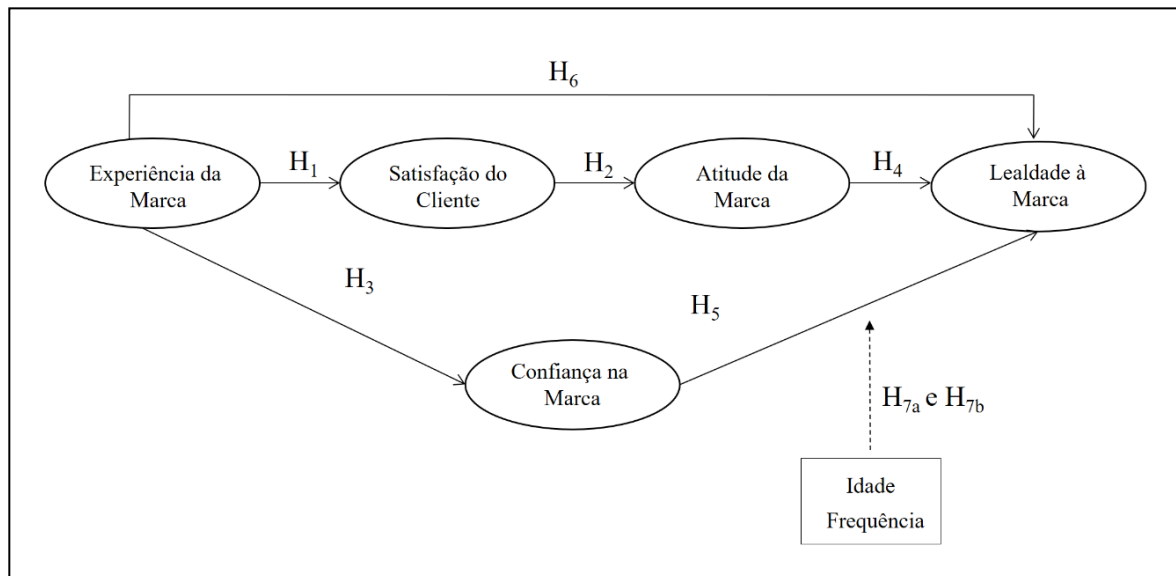 H₆
Experiência da
Marca
H₁
Satisfação do
Cliente
H₂
Atitude da
Marca
H₄
Lealdade à
Marca
H₃
H₅
Confiança na
Marca
H₇ₐ e H₇b
Idade
Frequência